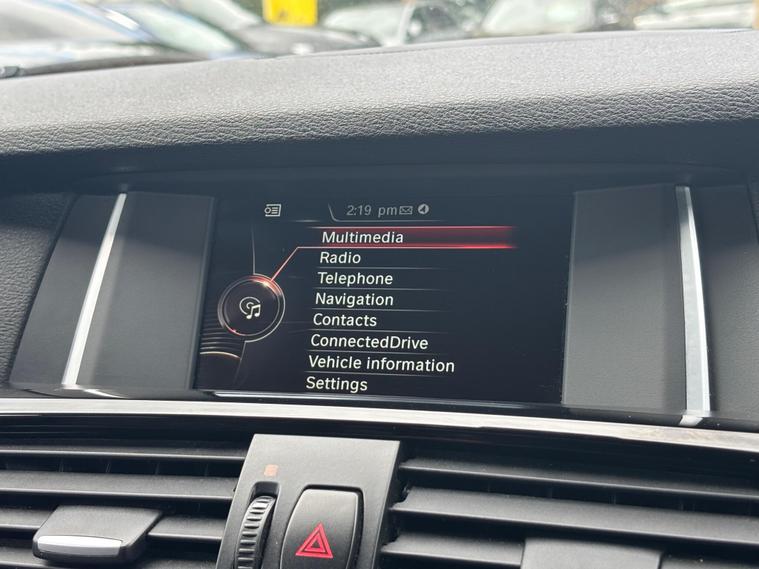 2:19 pm
Multimedia
Radio
Telephone
Navigation
Contacts
ConnectedDrive
Vehicle information
Settings